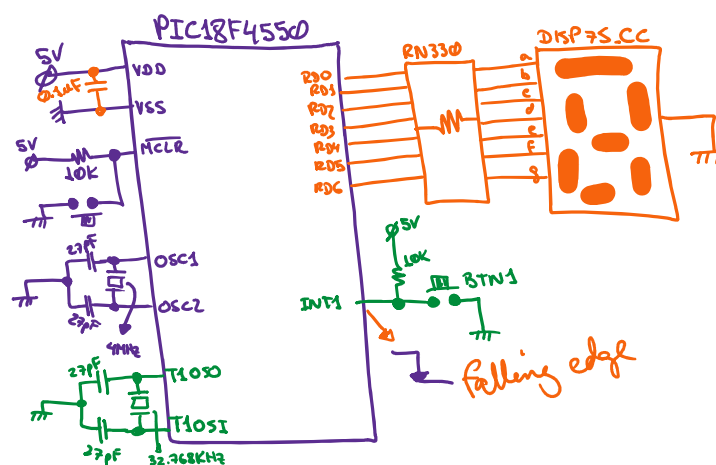 PIC18F4550
DISP7S_CC
RN330
5V
VDD
0.1uF
VSS
5V
MCLR
10K
27pF
OSC1
OSC2
27pF
4MHz
27pF
T1OSO
T1OSI
27pF
32.768KHz
RD0
RD1
RD2
RD3
RD4
RD5
RD6
a
b
c
d
e
f
g
5V
10K
BTN1
INT1
Falling edge